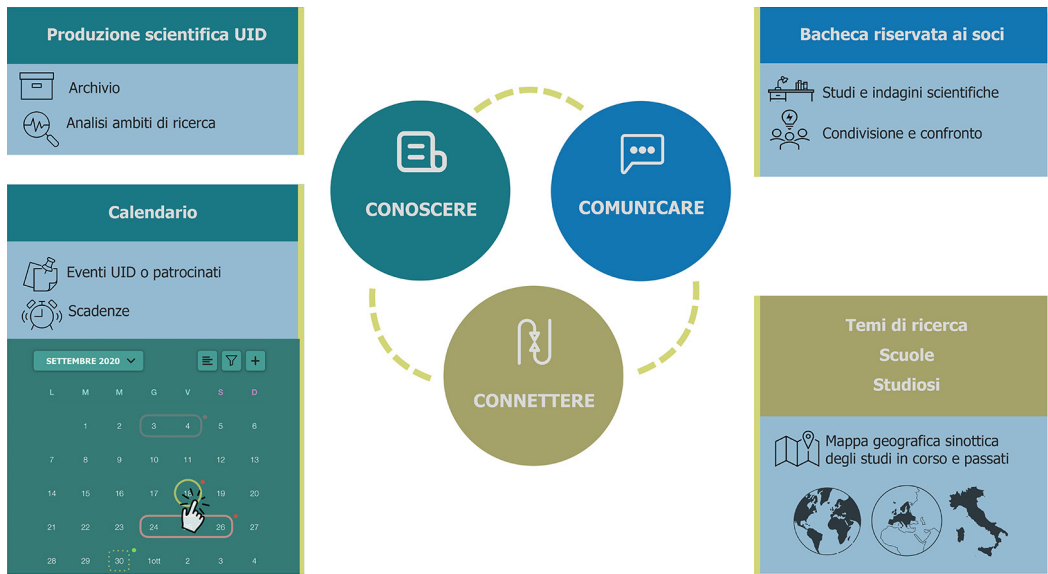 Produzione scientifica UID
Archivio
Analisi ambiti di ricerca
Calendario
Eventi UID o patrocinati
Scadenze
SETTEMBRE 2020
L M M G V S D
1 2 3 4 5 6
7 8 9 10 11 12 13
14 15 16 17 18 19 20
21 22 23 24 26 27
28 29 30 1ott 2 3 4
CONOSCERE
COMUNICARE
CONNETTERE
Bacheca riservata ai soci
Studi e indagini scientifiche
Condivisione e confronto
Temi di ricerca
Scuole
Studiosi
Mappa geografica sinottica
degli studi in corso e passati